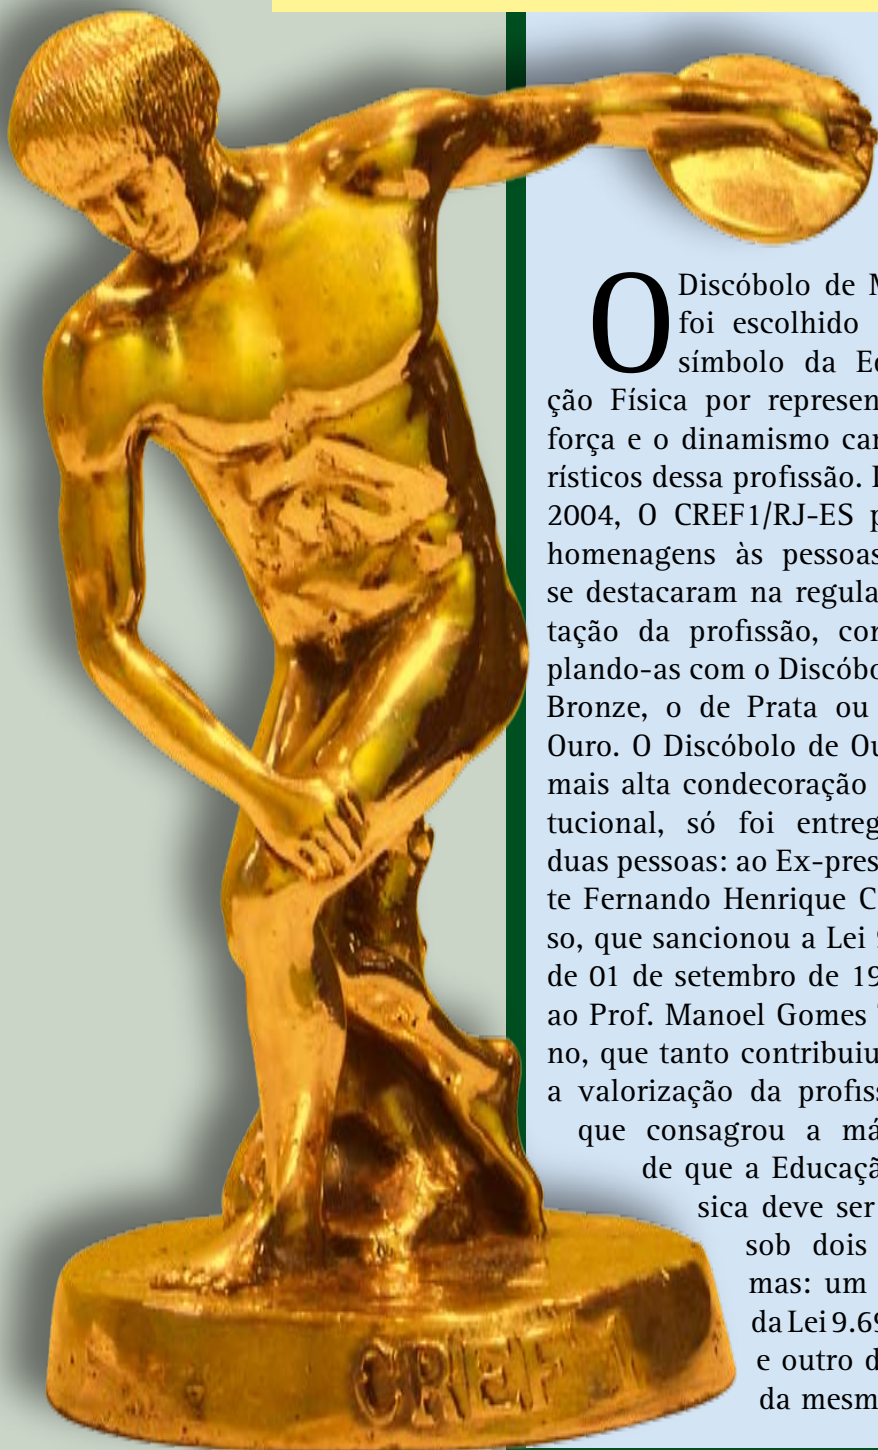 O Discóbolo de M
foi escolhido
símbolo da Ed
ção Física por represen
força e o dinamismo car
rísticos dessa profissão. 
2004, O CREF1/RJ-ES p
homenagens às pessoas
se destacaram na regula
tação da profissão, con
plando-as com o Discóbo
Bronze, o de Prata ou
Ouro. O Discóbolo de Ou
mais alta condecoração
tucional, só foi entreg
duas pessoas: ao Ex-pres
te Fernando Henrique C
so, que sancionou a Lei 9
de 01 de setembro de 19
ao Prof. Manoel Gomes T
no, que tanto contribuiu
a valorização da profiss
que consagrou a má
de que a Educaçã
sica deve ser
sob dois
mas: um
da Lei 9.69
e outro d
da mesm
CREF 1